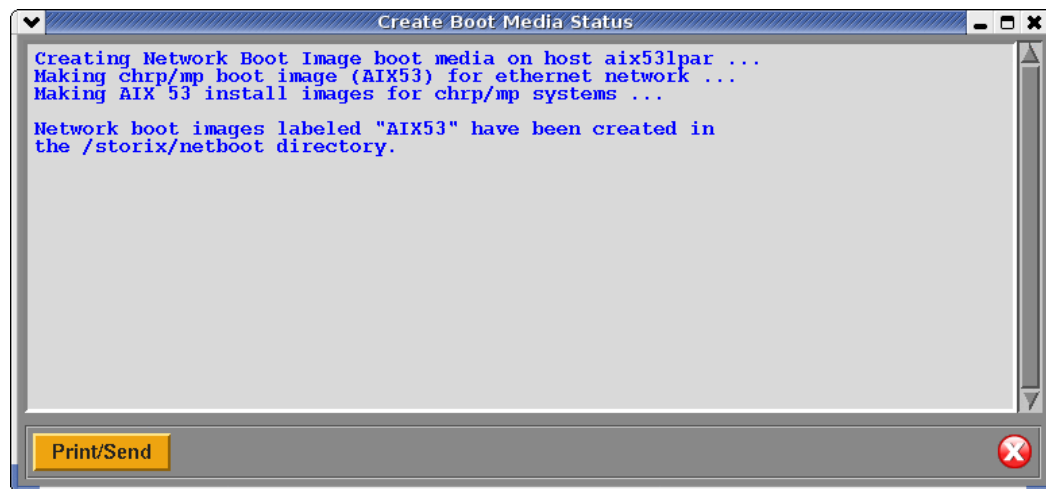 Create Boot Media Status
Creating Network Boot Image boot media on host aix53lpar ...
Making chrp/mp boot image (AIX53) for ethernet network ...
Making AIX 53 install images for chrp/mp systems ...
Network boot images labeled "AIX53" have been created in
the /storix/netboot directory.
Print/Send